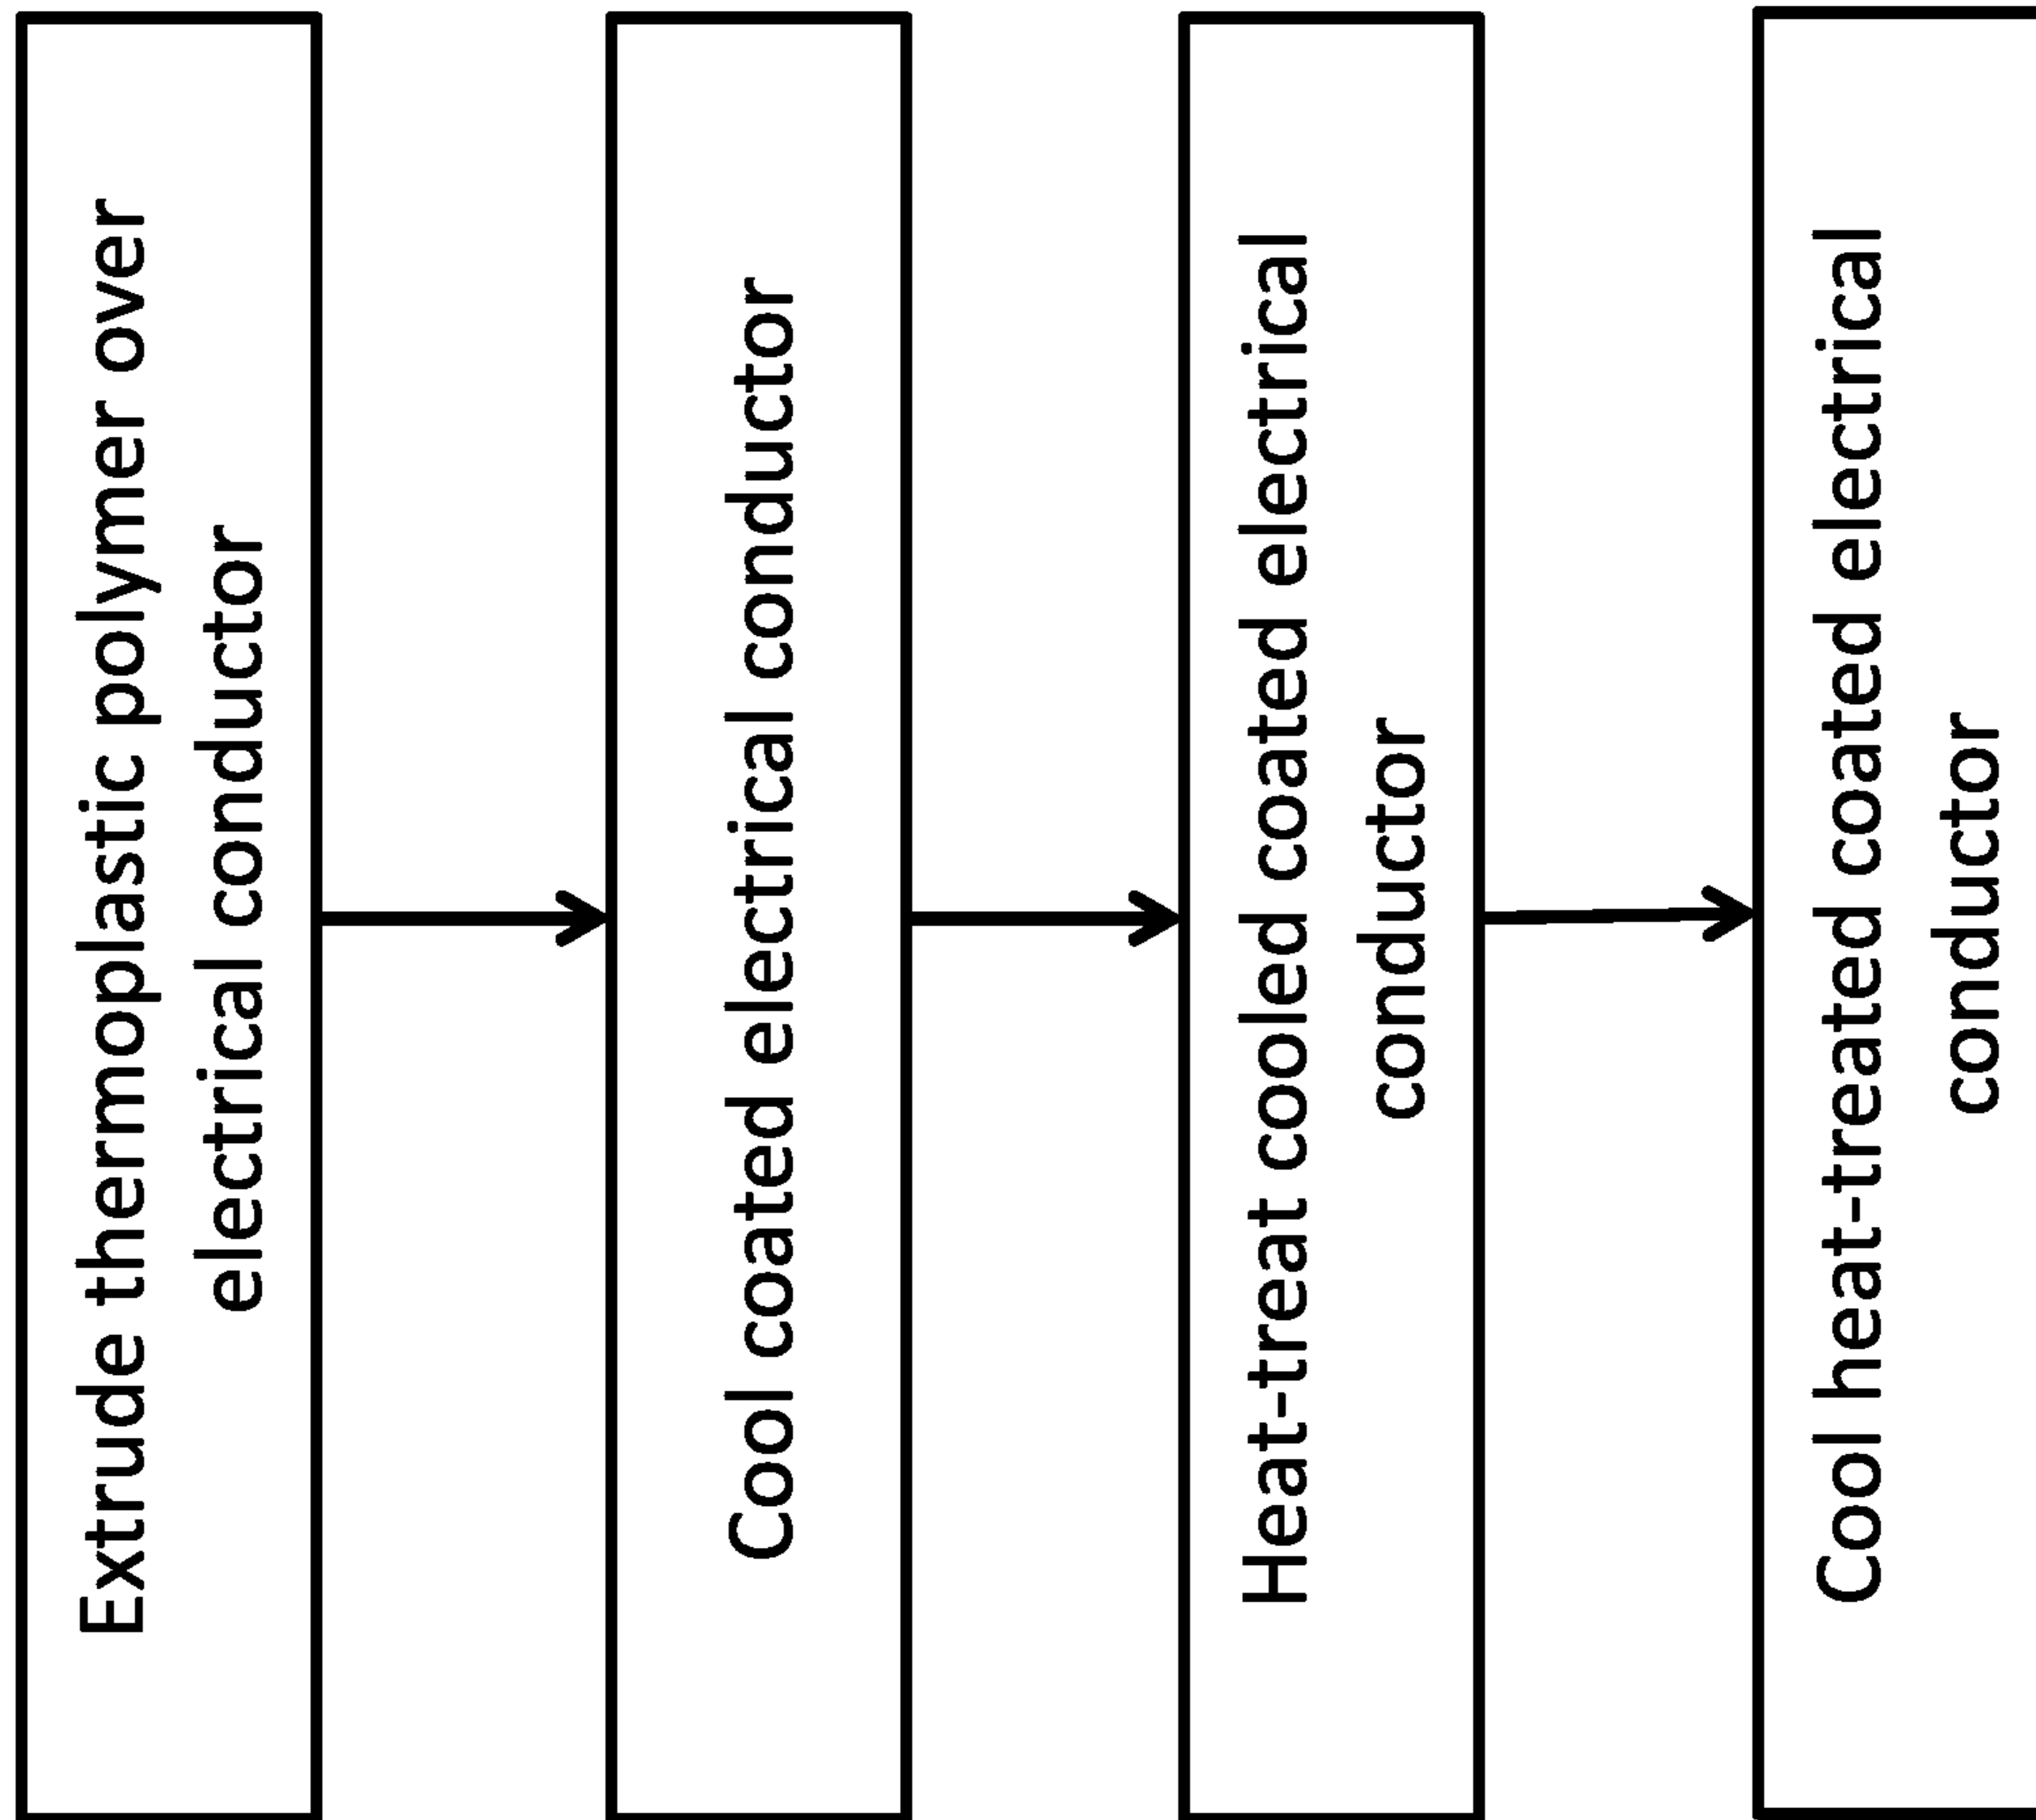 Extrude thermoplastic polymer over
electrical conductor
Cool coated electrical conductor
Heat-treat cooled coated electrical
conductor
Cool heat-treated coated electrical
conductor